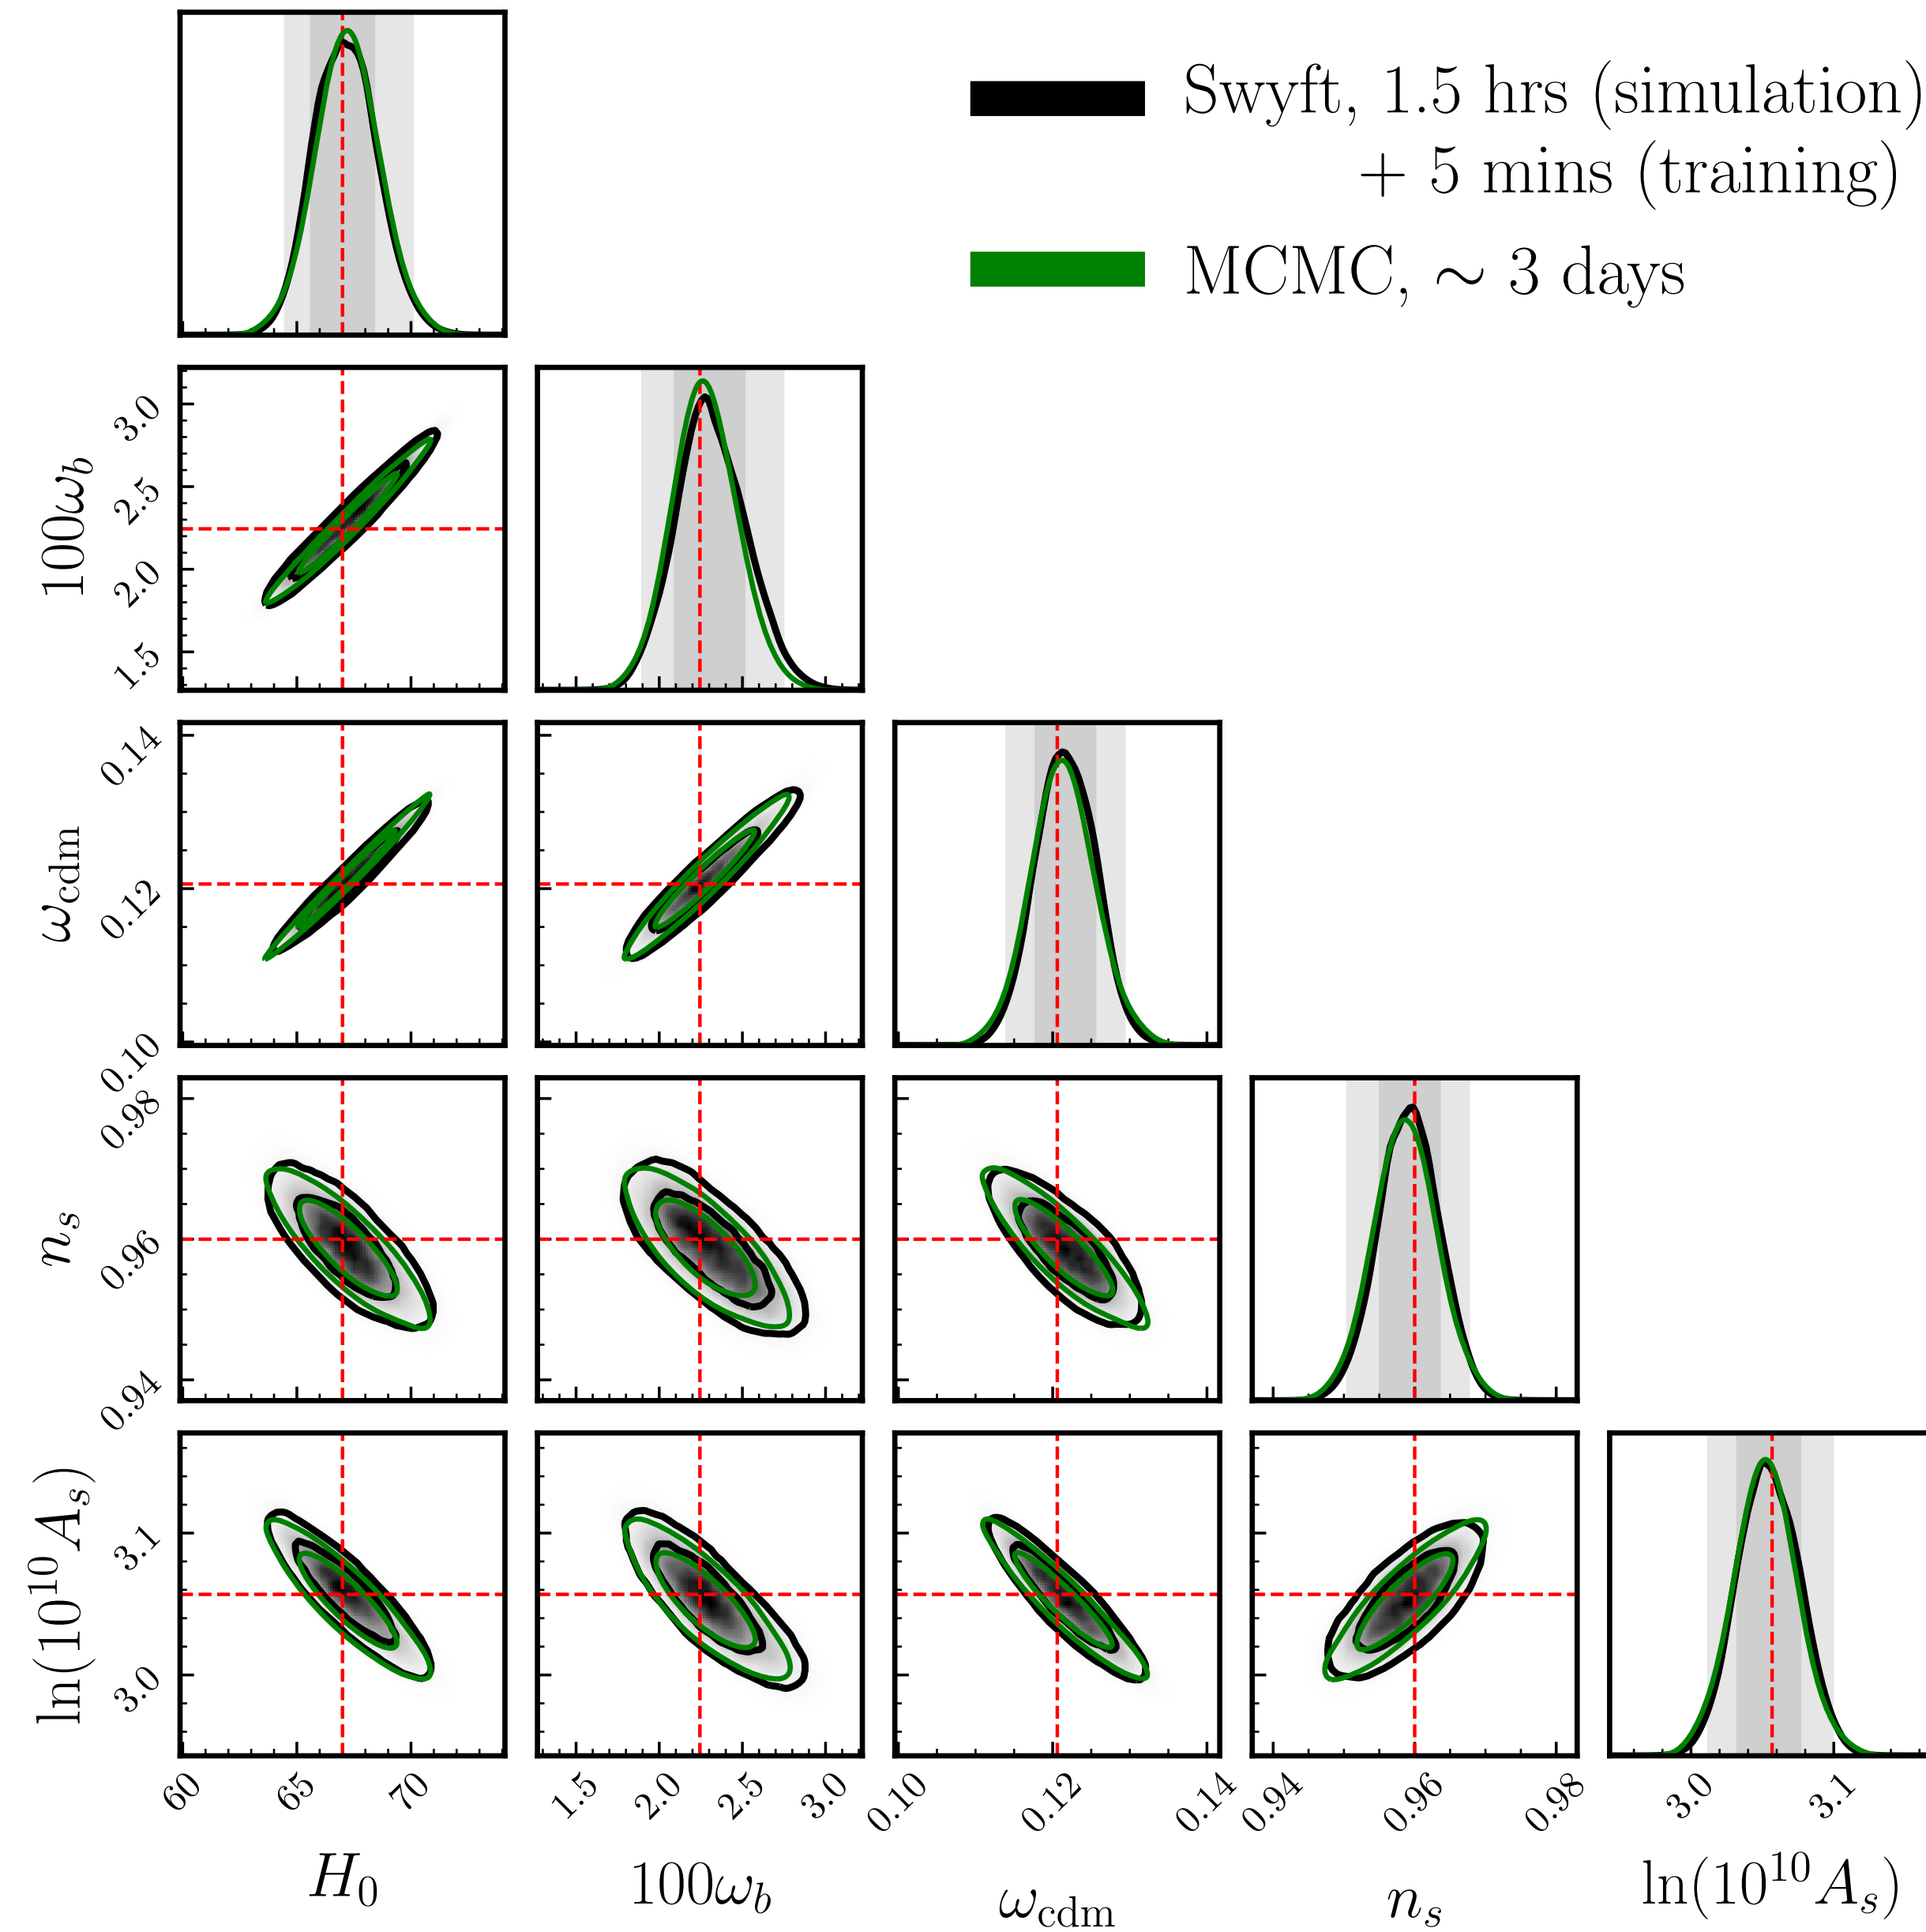 Swyft, 1.5 hrs (simulation)
+ 5 mins (training)
MCMC, ∼ 3 days
100ω_b
3.0
2.5
2.0
1.5
ω_cdm
0.14
0.12
0.10
n_s
0.98
0.96
0.94
ln(10^10 A_s)
3.1
3.0
60 65 70 1.5 2.0 2.5 3.0 0.10 0.12 0.14 0.94 0.96 0.98 3.0 3.1
H_0 100ω_b ω_cdm n_s ln(10^10 A_s)